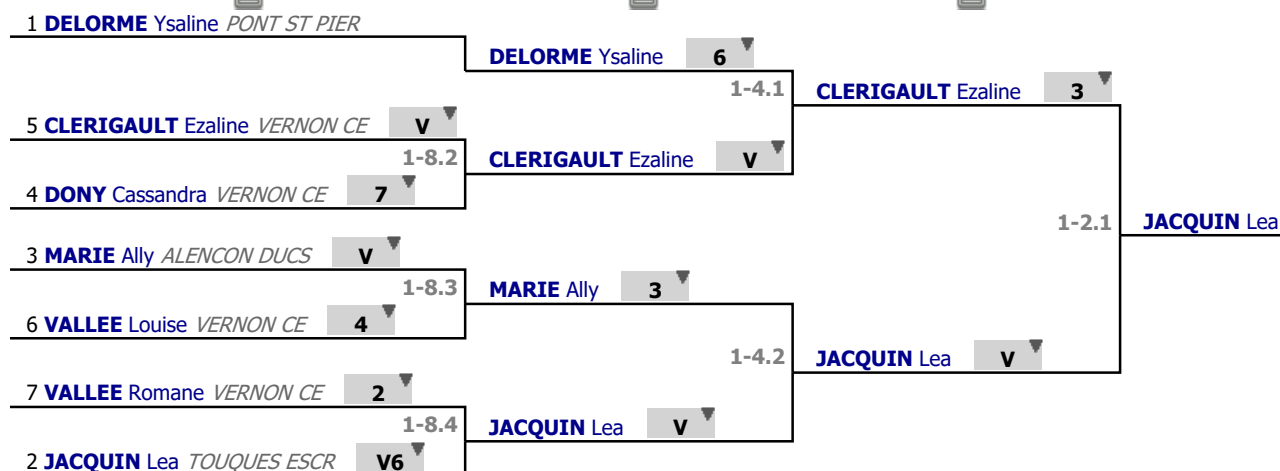 1 DELORME Ysaline PONT ST PIER
DELORME Ysaline 6
1-4.1
CLERIGAULT Ezaline 3
5 CLERIGAULT Ezaline VERNON CE V
1-8.2
CLERIGAULT Ezaline V
4 DONY Cassandra VERNON CE 7
1-2.1
JACQUIN Lea
3 MARIE Ally ALENCON DUCS V
1-8.3
MARIE Ally 3
6 VALLEE Louise VERNON CE 4
1-4.2
JACQUIN Lea V
7 VALLEE Romane VERNON CE 2
1-8.4
JACQUIN Lea V
2 JACQUIN Lea TOUQUES ESCR V6